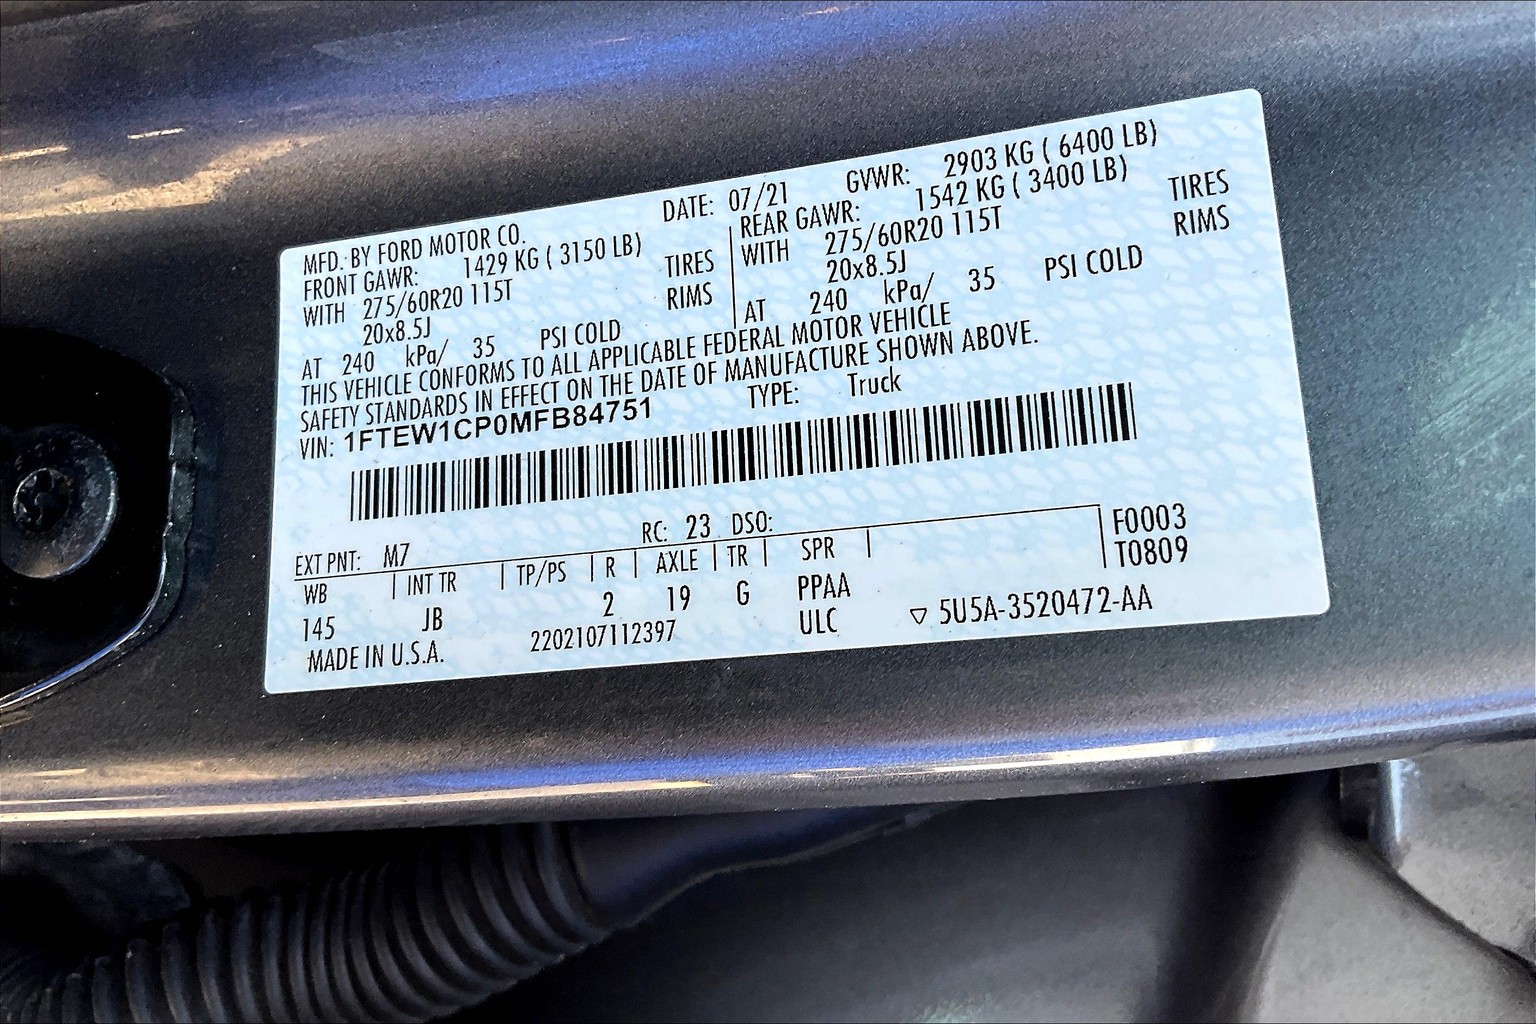 MFD. BY FORD MOTOR CO.
DATE: 07/21
GVWR: 2903 KG ( 6400 LB)
FRONT GAWR: 1429 KG ( 3150 LB)
WITH 275/60R20 115T TIRES
20x8.5J RIMS
AT 240 kPa/ 35 PSI COLD
REAR GAWR: 1542 KG ( 3400 LB)
WITH 275/60R20 115T TIRES
20x8.5J RIMS
AT 240 kPa/ 35 PSI COLD
THIS VEHICLE CONFORMS TO ALL APPLICABLE FEDERAL MOTOR VEHICLE
SAFETY STANDARDS IN EFFECT ON THE DATE OF MANUFACTURE SHOWN ABOVE.
VIN: 1FTEW1CP0MFB84751
TYPE: Truck
EXT PNT: M7 RC: 23 DSO:
WB | INT TR | TP/PS | R | AXLE | TR | SPR |
145 JB 2 19 G PPAA
F0003
T0809
MADE IN U.S.A. 2202107112397 ULC ▽ 5U5A-3520472-AA